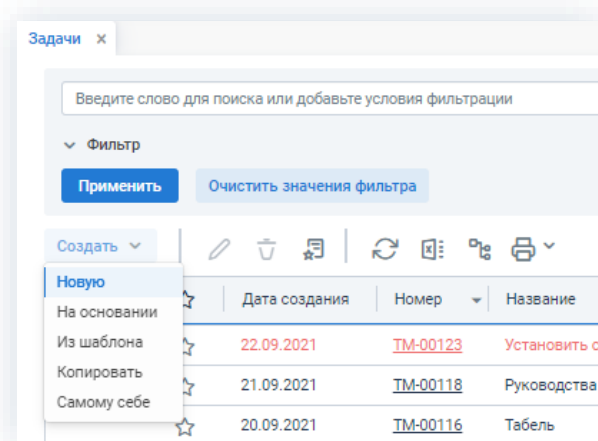 Задачи
Введите слово для поиска или добавьте условия фильтрации
Фильтр
Применить Очистить значения фильтра
Создать
Новую
На основании
Из шаблона
Копировать
Самому себе
Дата создания Номер Название
22.09.2021 ТМ-00123 Установить
21.09.2021 ТМ-00118 Руководства
20.09.2021 ТМ-00116 Табель